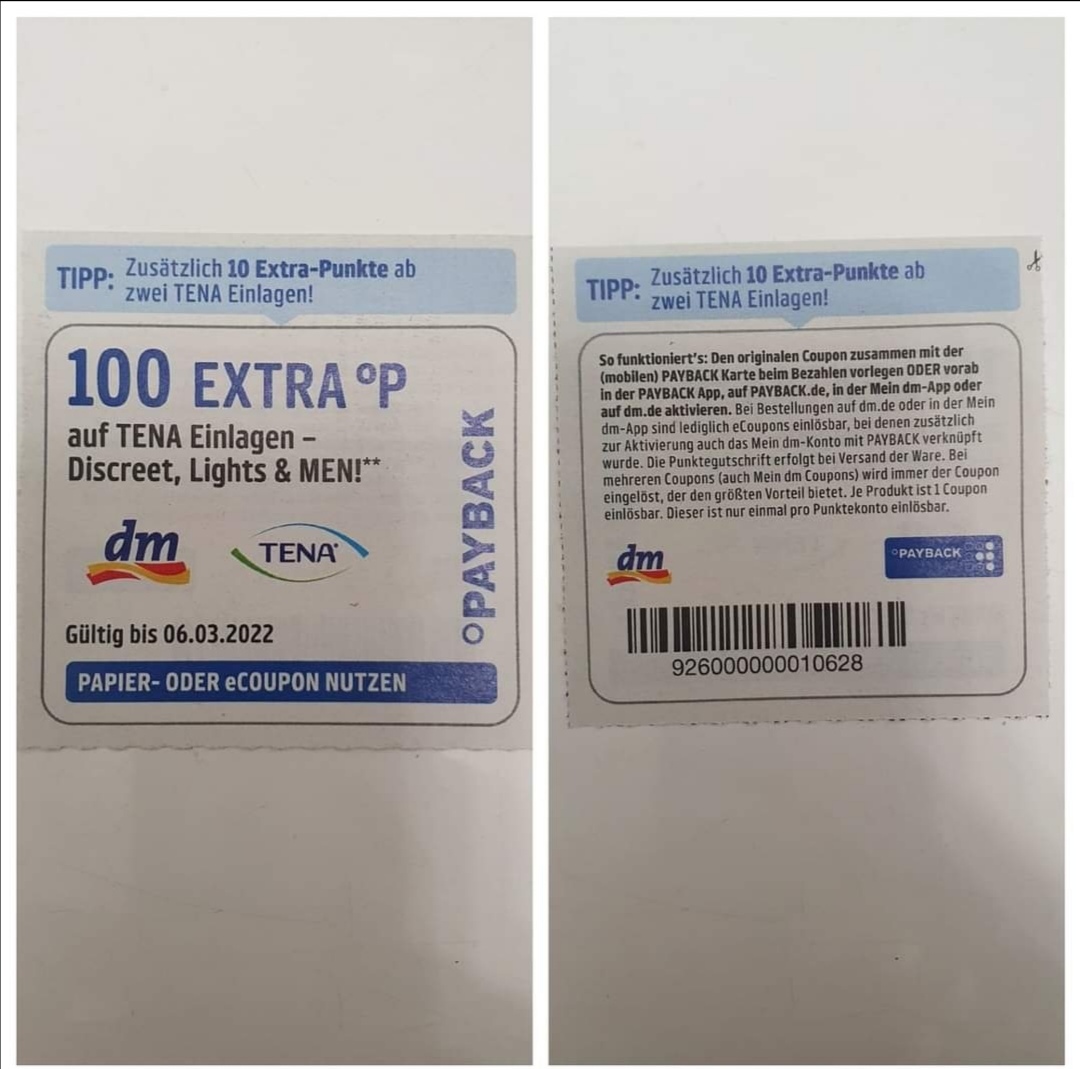 TIPP: Zusätzlich 10 Extra-Punkte ab
zwei TENA Einlagen!
100 EXTRA °P
auf TENA Einlagen –
Discreet, Lights & MEN!**
dm TENA
Gültig bis 06.03.2022
PAPIER- ODER eCOUPON NUTZEN
°PAYBACK
TIPP: Zusätzlich 10 Extra-Punkte ab
zwei TENA Einlagen!
So funktioniert's: Den originalen Coupon zusammen mit der
(mobilen) PAYBACK Karte beim Bezahlen vorlegen ODER vorab
in der PAYBACK App, auf PAYBACK.de, in der Mein dm-App oder
auf dm.de aktivieren. Bei Bestellungen auf dm.de oder in der Mein
dm-App sind lediglich eCoupons einlösbar, bei denen zusätzlich
zur Aktivierung auch das Mein dm-Konto mit PAYBACK verknüpft
wurde. Die Punktegutschrift erfolgt bei Versand der Ware. Bei
mehreren Coupons (auch Mein dm Coupons) wird immer der Coupon
eingelöst, der den größten Vorteil bietet. Je Produkt ist 1 Coupon
einlösbar. Dieser ist nur einmal pro Punktekonto einlösbar.
dm °PAYBACK
926000000010628